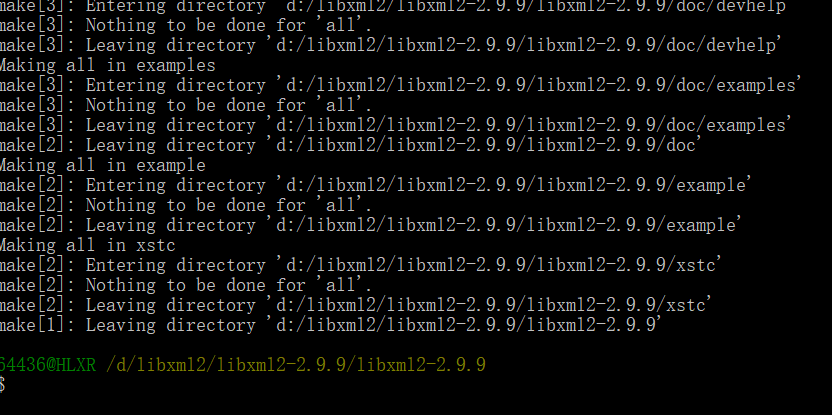 make[3]: Entering directory 'd:/libxml2/libxml2-2.9.9/libxml2-2.9.9/doc/devhelp'
make[3]: Nothing to be done for 'all'.
make[3]: Leaving directory 'd:/libxml2/libxml2-2.9.9/libxml2-2.9.9/doc/devhelp'
Making all in examples
make[3]: Entering directory 'd:/libxml2/libxml2-2.9.9/libxml2-2.9.9/doc/examples'
make[3]: Nothing to be done for 'all'.
make[3]: Leaving directory 'd:/libxml2/libxml2-2.9.9/libxml2-2.9.9/doc/examples'
make[2]: Leaving directory 'd:/libxml2/libxml2-2.9.9/libxml2-2.9.9/doc'
Making all in example
make[2]: Entering directory 'd:/libxml2/libxml2-2.9.9/libxml2-2.9.9/example'
make[2]: Nothing to be done for 'all'.
make[2]: Leaving directory 'd:/libxml2/libxml2-2.9.9/libxml2-2.9.9/example'
Making all in xstc
make[2]: Entering directory 'd:/libxml2/libxml2-2.9.9/libxml2-2.9.9/xstc'
make[2]: Nothing to be done for 'all'.
make[2]: Leaving directory 'd:/libxml2/libxml2-2.9.9/libxml2-2.9.9/xstc'
make[1]: Leaving directory 'd:/libxml2/libxml2-2.9.9/libxml2-2.9.9'
64436@HLXR /d/libxml2/libxml2-2.9.9/libxml2-2.9.9
$